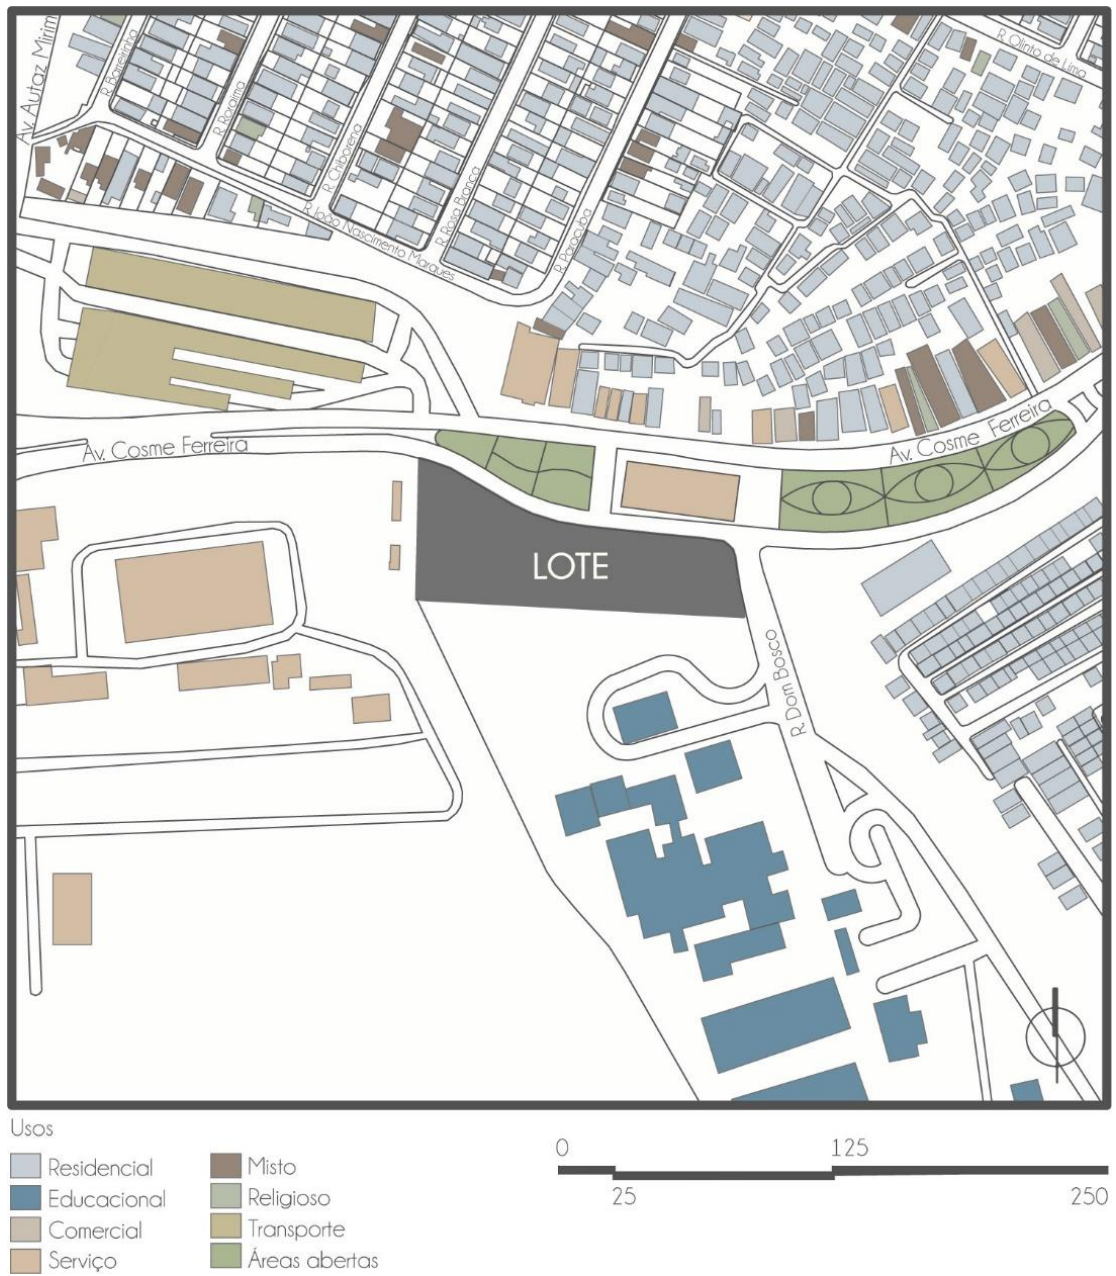 Av. Autaz Mirim
R. Barreirinha
R. Roraima
R. Chiborena
R. Rosa Branca
R. Paracuba
R. Olinto de Lima
R. João Nascimento Marques
Av. Cosme Ferreira
Av. Cosme Ferreira
LOTE
R. Dom Bosco
Usos
Residencial
Educacional
Comercial
Serviço
Misto
Religioso
Transporte
Áreas abertas
0 125
25 250